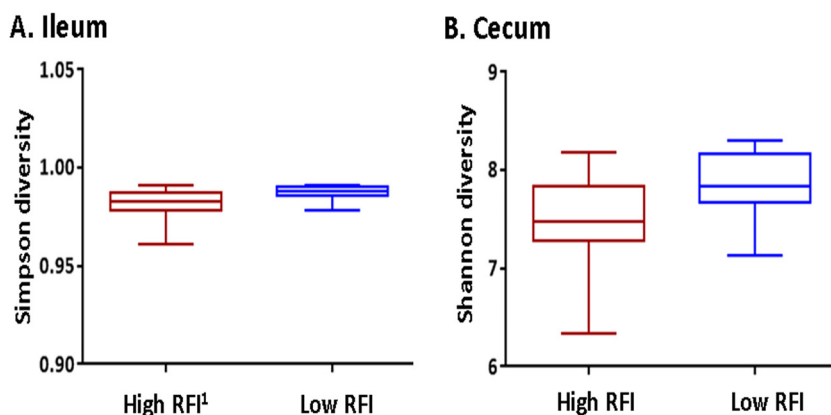 A. Ileum
1.05
1.00
0.95
0.90
Simpson diversity
High RFI¹
Low RFI
B. Cecum
9
8
7
6
Shannon diversity
High RFI
Low RFI